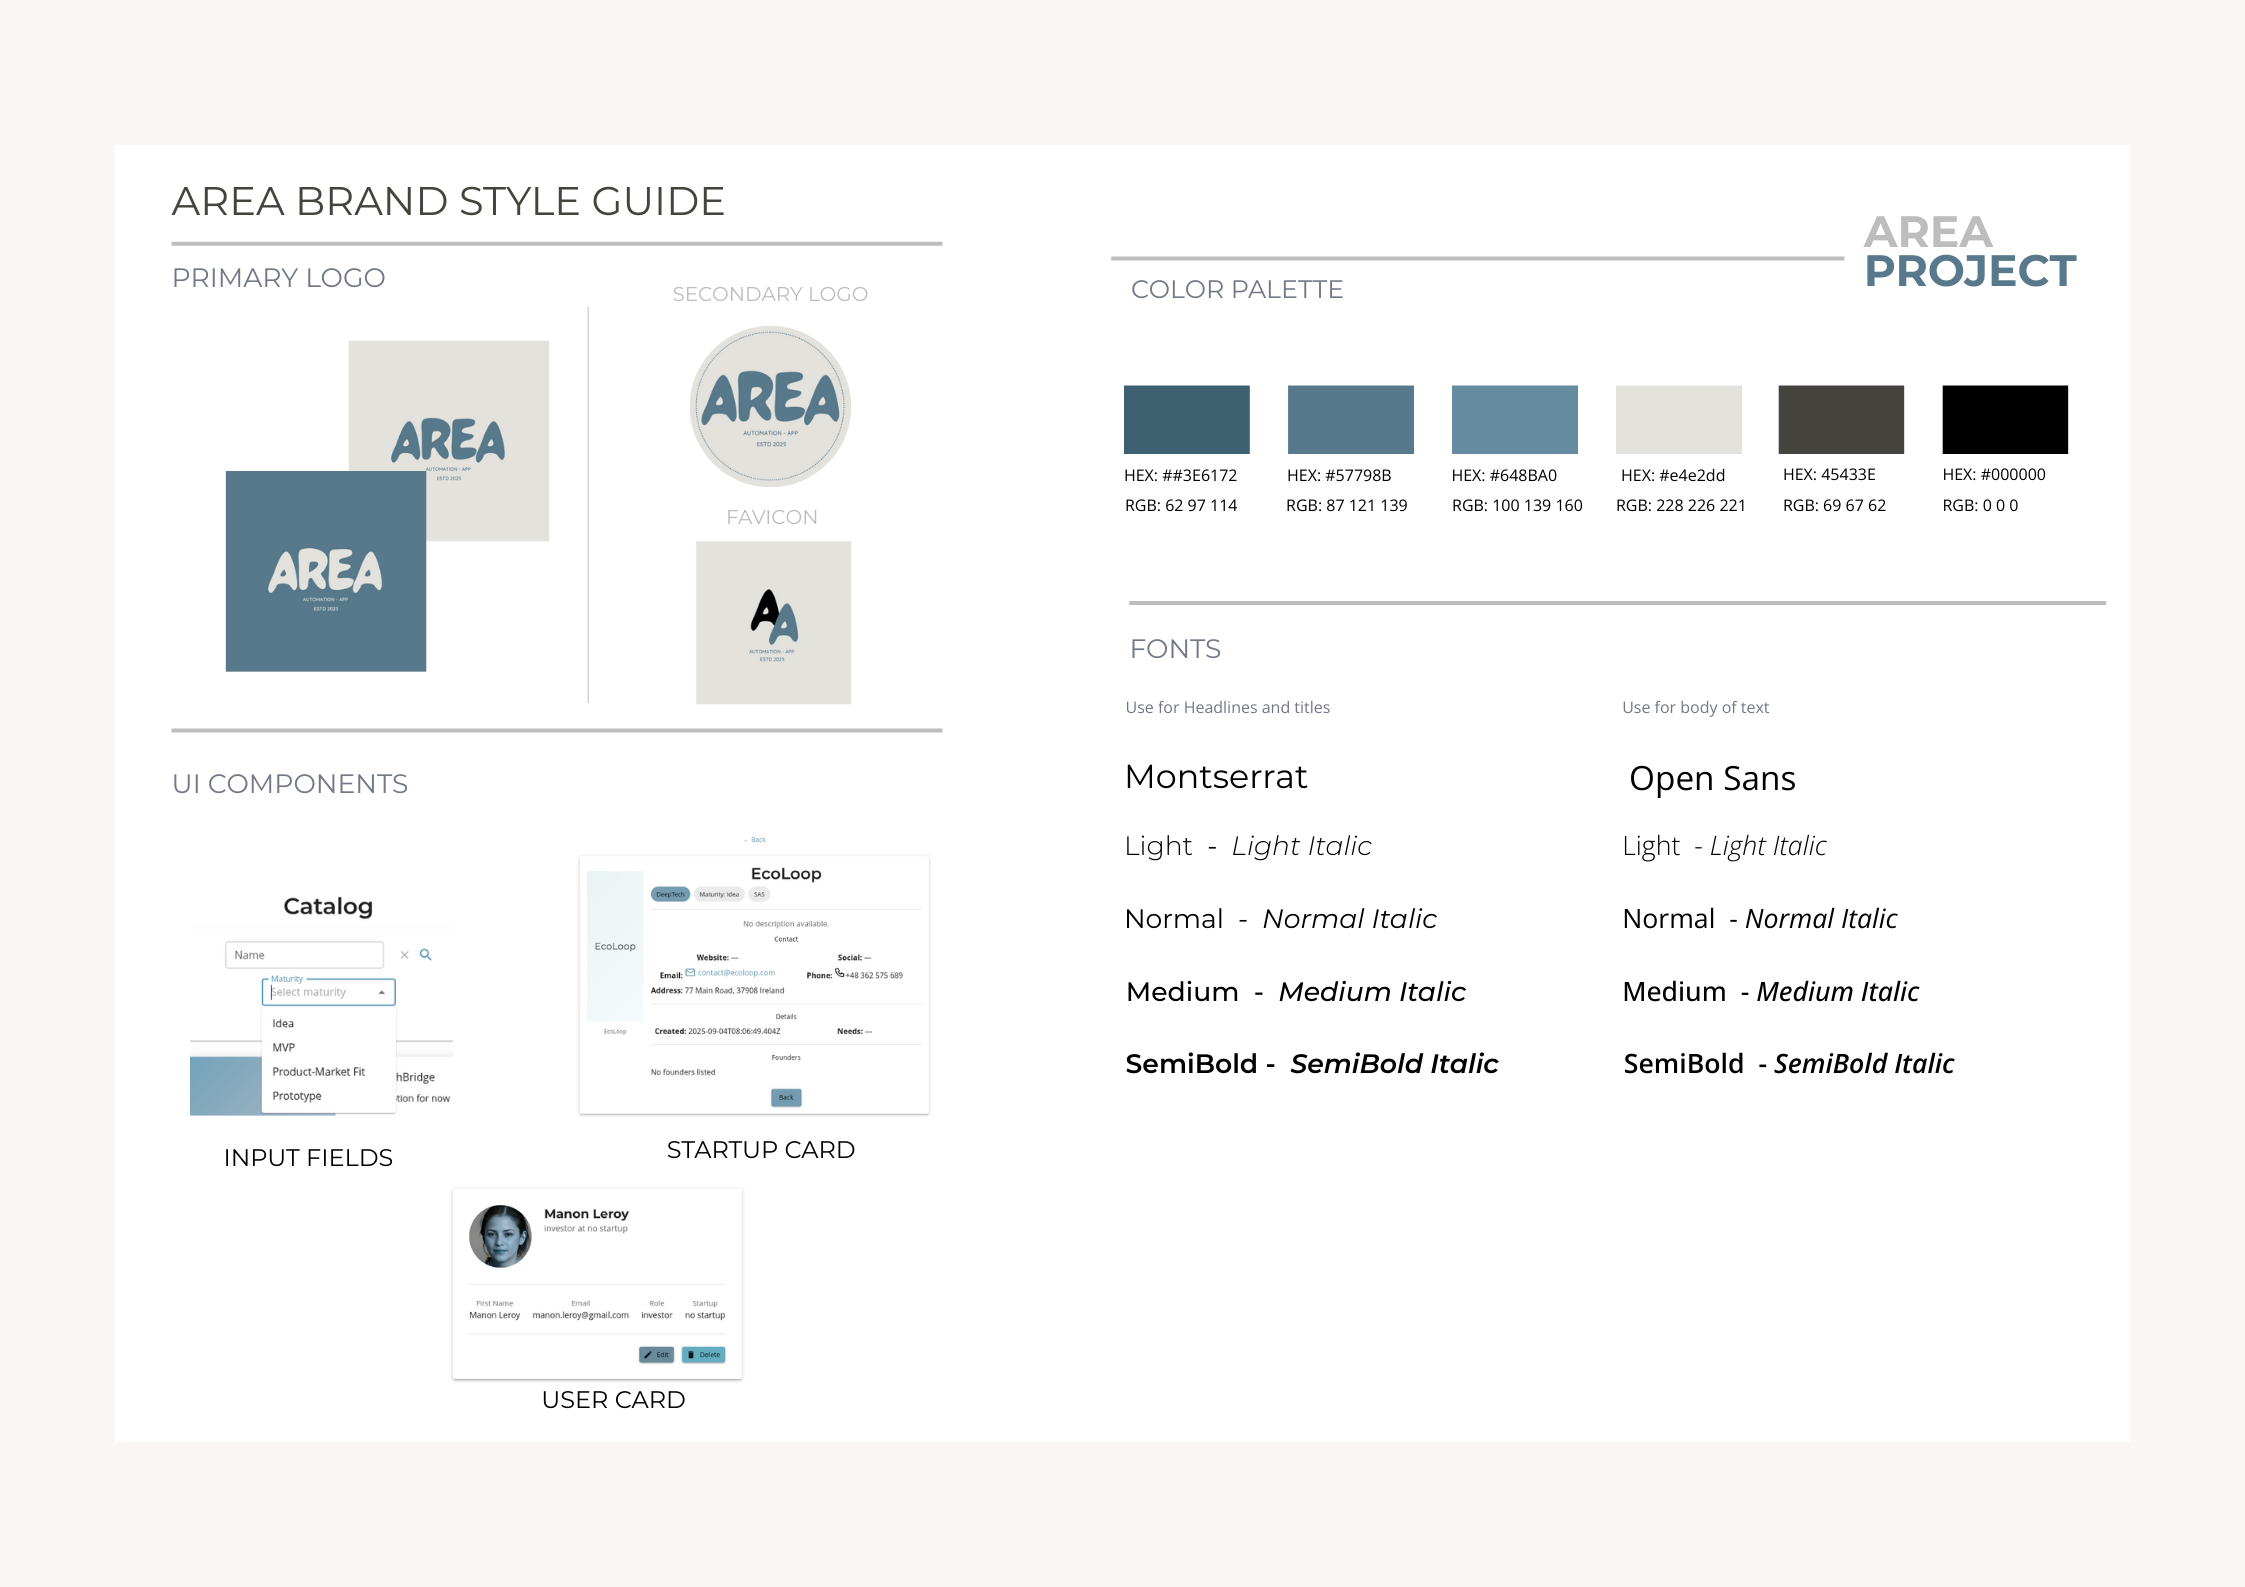 AREA BRAND STYLE GUIDE
PRIMARY LOGO
AREA
AUTOMATION - APP
ESTD 2025
AREA
AUTOMATION - APP
ESTD 2025
SECONDARY LOGO
AREA
AUTOMATION - APP
ESTD 2025
FAVICON
AA
AUTOMATION - APP
ESTD 2025
UI COMPONENTS
Catalog
Name
Maturity
Select maturity
Idea
MVP
Product-Market Fit
Prototype
hBridge
tion for now
INPUT FIELDS
← Back
EcoLoop
DeepTech Maturity: Idea SAS
EcoLoop
EcoLoop
No description available.
Contact
Website: — Social: —
Email: contact@ecoloop.com Phone: +48 362 575 689
Address: 77 Main Road, 37908 Ireland
Details
Created: 2025-09-04T08:06:49.404Z Needs: —
Founders
No founders listed
Back
STARTUP CARD
Manon Leroy
investor at no startup
First Name Email Role Startup
Manon Leroy manon.leroy@gmail.com investor no startup
Edit Delete
USER CARD
AREA
PROJECT
COLOR PALETTE
HEX: ##3E6172 HEX: #57798B HEX: #648BA0 HEX: #e4e2dd HEX: 45433E HEX: #000000
RGB: 62 97 114 RGB: 87 121 139 RGB: 100 139 160 RGB: 228 226 221 RGB: 69 67 62 RGB: 0 0 0
FONTS
Use for Headlines and titles
Montserrat
Light - Light Italic
Normal - Normal Italic
Medium - Medium Italic
SemiBold - SemiBold Italic
Use for body of text
Open Sans
Light - Light Italic
Normal - Normal Italic
Medium - Medium Italic
SemiBold - SemiBold Italic